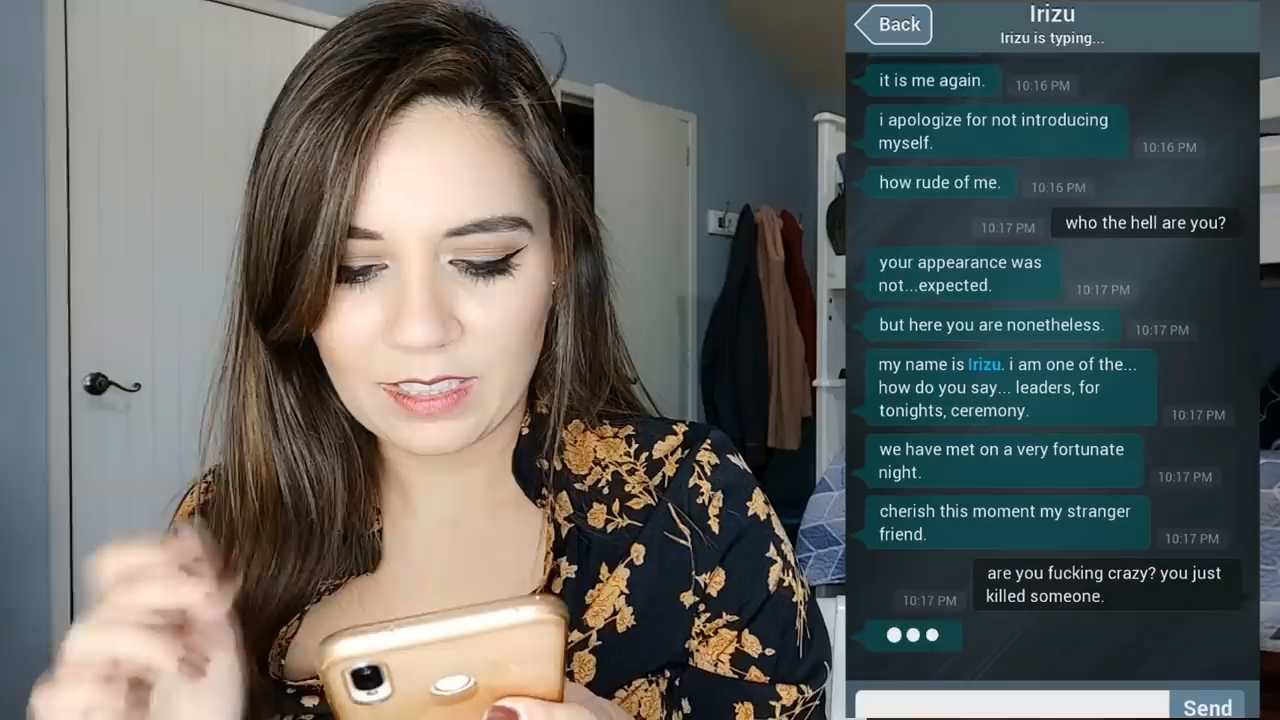 Back
Irizu
Irizu is typing...
it is me again.
10:16 PM
i apologize for not introducing
myself.
10:16 PM
how rude of me.
10:16 PM
10:17 PM
who the hell are you?
your appearance was
not...expected.
10:17 PM
but here you are nonetheless.
10:17 PM
my name is Irizu. i am one of the...
how do you say... leaders, for
tonights, ceremony.
10:17 PM
we have met on a very fortunate
night.
10:17 PM
cherish this moment my stranger
friend.
10:17 PM
are you fucking crazy? you just
killed someone.
10:17 PM
Send